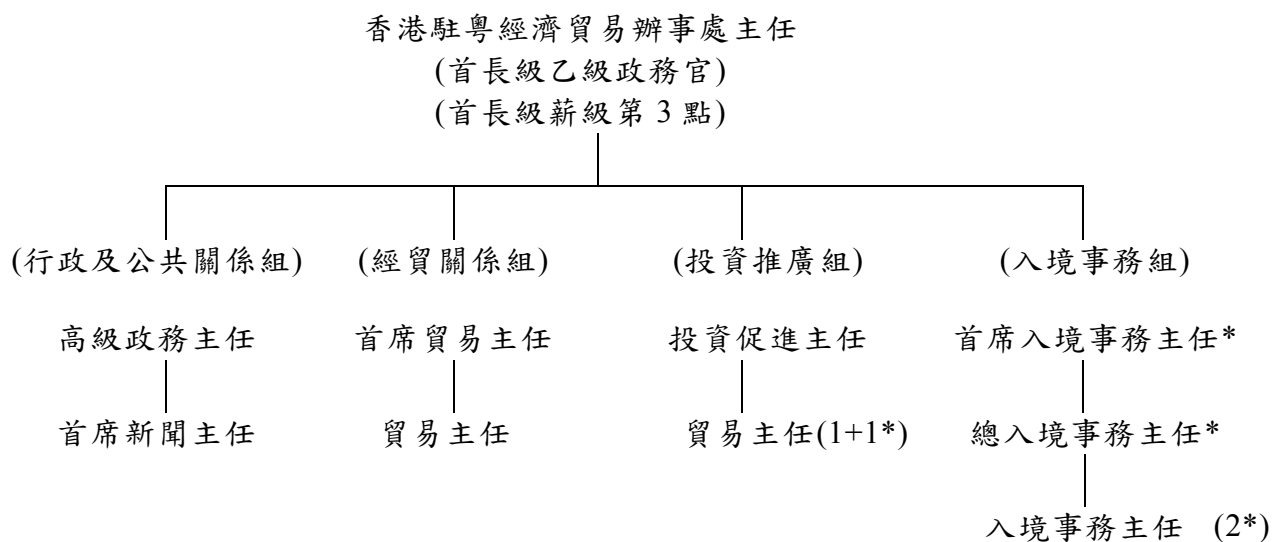 香港駐粵經濟貿易辦事處主任
(首長級乙級政務官)
(首長級薪級第 3 點)
(行政及公共關係組) (經貿關係組) (投資推廣組) (入境事務組)
高級政務主任 首席貿易主任 投資促進主任 首席入境事務主任*
首席新聞主任 貿易主任 貿易主任(1+1*) 總入境事務主任*
入境事務主任 (2*)